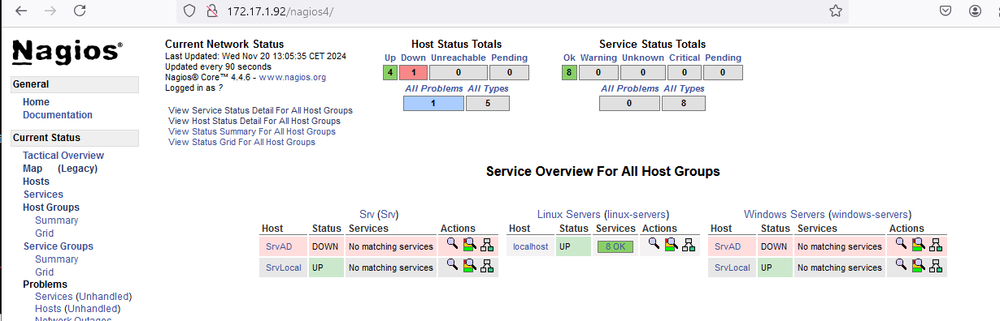 172.17.1.92/nagios4/
Nagios®
General
Home
Documentation
Current Status
Tactical Overview
Map (Legacy)
Hosts
Services
Host Groups
Summary
Grid
Service Groups
Summary
Grid
Problems
Services (Unhandled)
Hosts (Unhandled)
Network Outages
Current Network Status
Last Updated: Wed Nov 20 13:05:35 CET 2024
Updated every 90 seconds
Nagios® Core™ 4.4.6 - www.nagios.org
Logged in as ?
View Service Status Detail For All Host Groups
View Host Status Detail For All Host Groups
View Status Summary For All Host Groups
View Status Grid For All Host Groups
Host Status Totals
Up Down Unreachable Pending
4 1 0 0
All Problems All Types
1 5
Service Status Totals
Ok Warning Unknown Critical Pending
8 0 0 0 0
All Problems All Types
0 8
Service Overview For All Host Groups
Srv (Srv)
Host Status Services Actions
SrvAD DOWN No matching services
SrvLocal UP No matching services
Linux Servers (linux-servers)
Host Status Services Actions
localhost UP 8 OK
Windows Servers (windows-servers)
Host Status Services Actions
SrvAD DOWN No matching services
SrvLocal UP No matching services